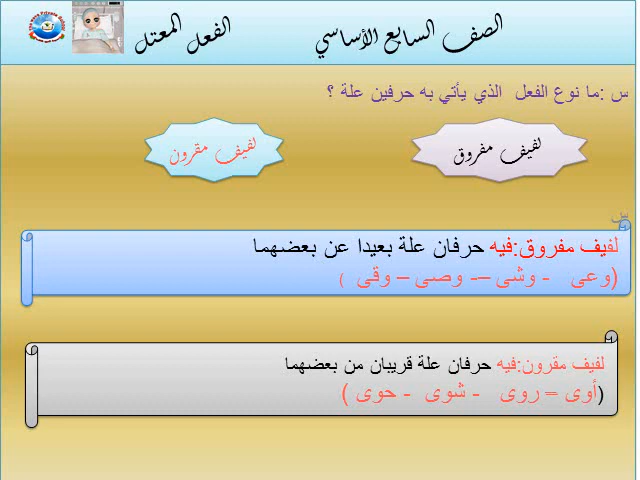 الصف السابع الأساسي الفعل المعتل
س :ما نوع الفعل الذي يأتي به حرفين علة ؟
لفيف مفروق
لفيف مقرون
لفيف مفروق:فيه حرفان علة بعيدا عن بعضهما
(وعى - وشى –- وصى – وقى )
لفيف مقرون:فيه حرفان علة قريبان من بعضهما
(أوى = روى - شوى - حوى )